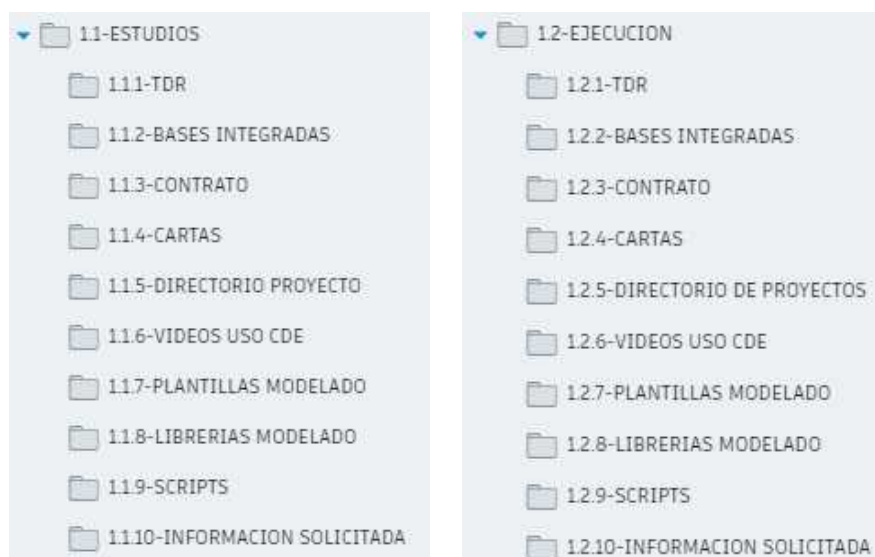 1.1-ESTUDIOS
1.1.1-TDR
1.1.2-BASES INTEGRADAS
1.1.3-CONTRATO
1.1.4-CARTAS
1.1.5-DIRECTORIO PROYECTO
1.1.6-VIDEOS USO CDE
1.1.7-PLANTILLAS MODELADO
1.1.8-LIBRERIAS MODELADO
1.1.9-SCRIPTS
1.1.10-INFORMACION SOLICITADA
1.2-EJECUCION
1.2.1-TDR
1.2.2-BASES INTEGRADAS
1.2.3-CONTRATO
1.2.4-CARTAS
1.2.5-DIRECTORIO DE PROYECTOS
1.2.6-VIDEOS USO CDE
1.2.7-PLANTILLAS MODELADO
1.2.8-LIBRERIAS MODELADO
1.2.9-SCRIPTS
1.2.10-INFORMACION SOLICITADA